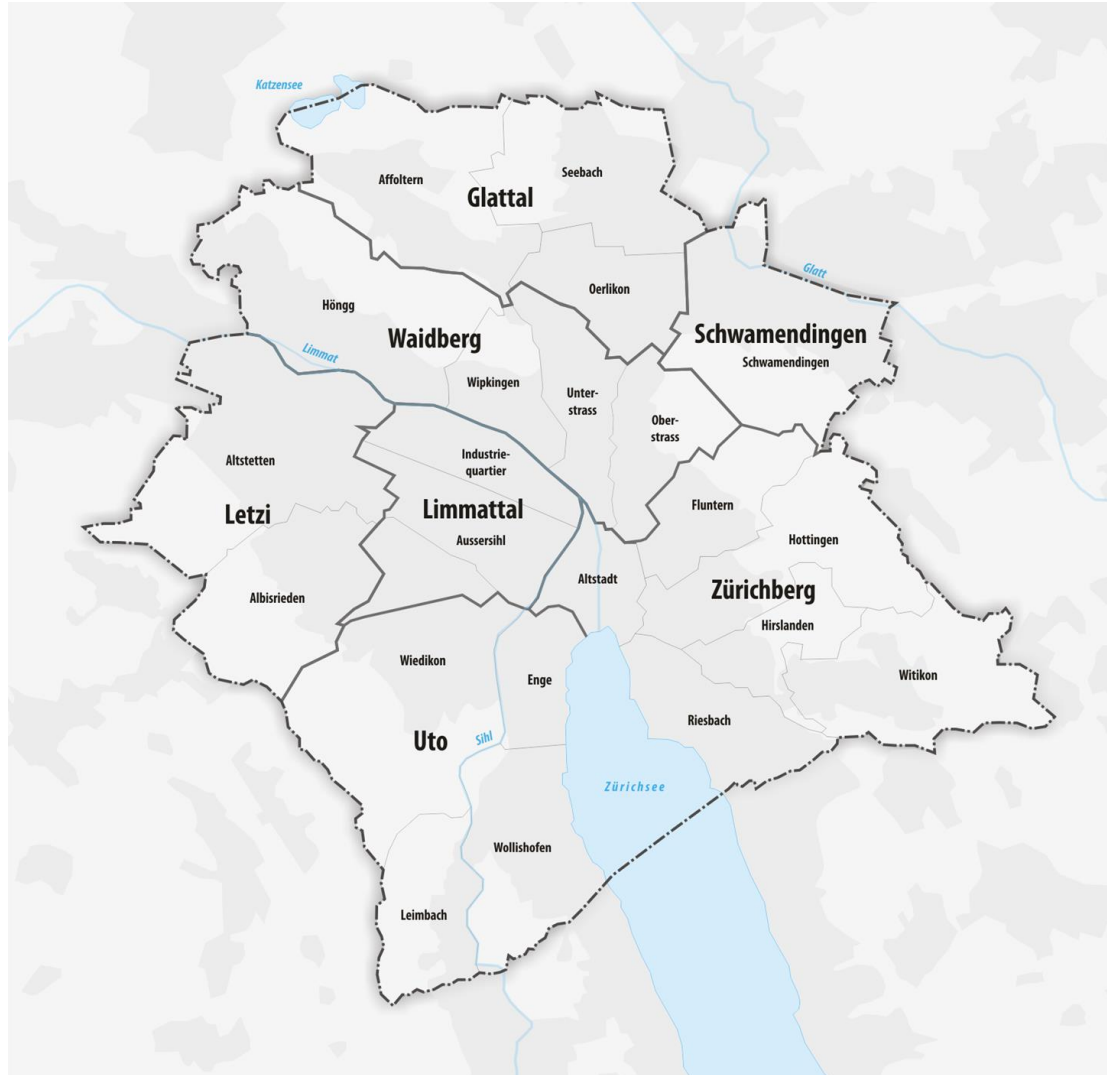 Katzensee
Affoltern
Seebach
Glattal
Glatt
Oerlikon
Höngg
Waidberg
Schwamendingen
Schwamendingen
Limmat
Wipkingen
Unter-
strass
Ober-
strass
Altstetten
Industrie-
quartier
Letzi
Limmattal
Fluntern
Aussersihl
Hottingen
Altstadt
Zürichberg
Albisrieden
Hirslanden
Wiedikon
Enge
Witikon
Riesbach
Uto
Sihl
Zürichsee
Wollishofen
Leimbach